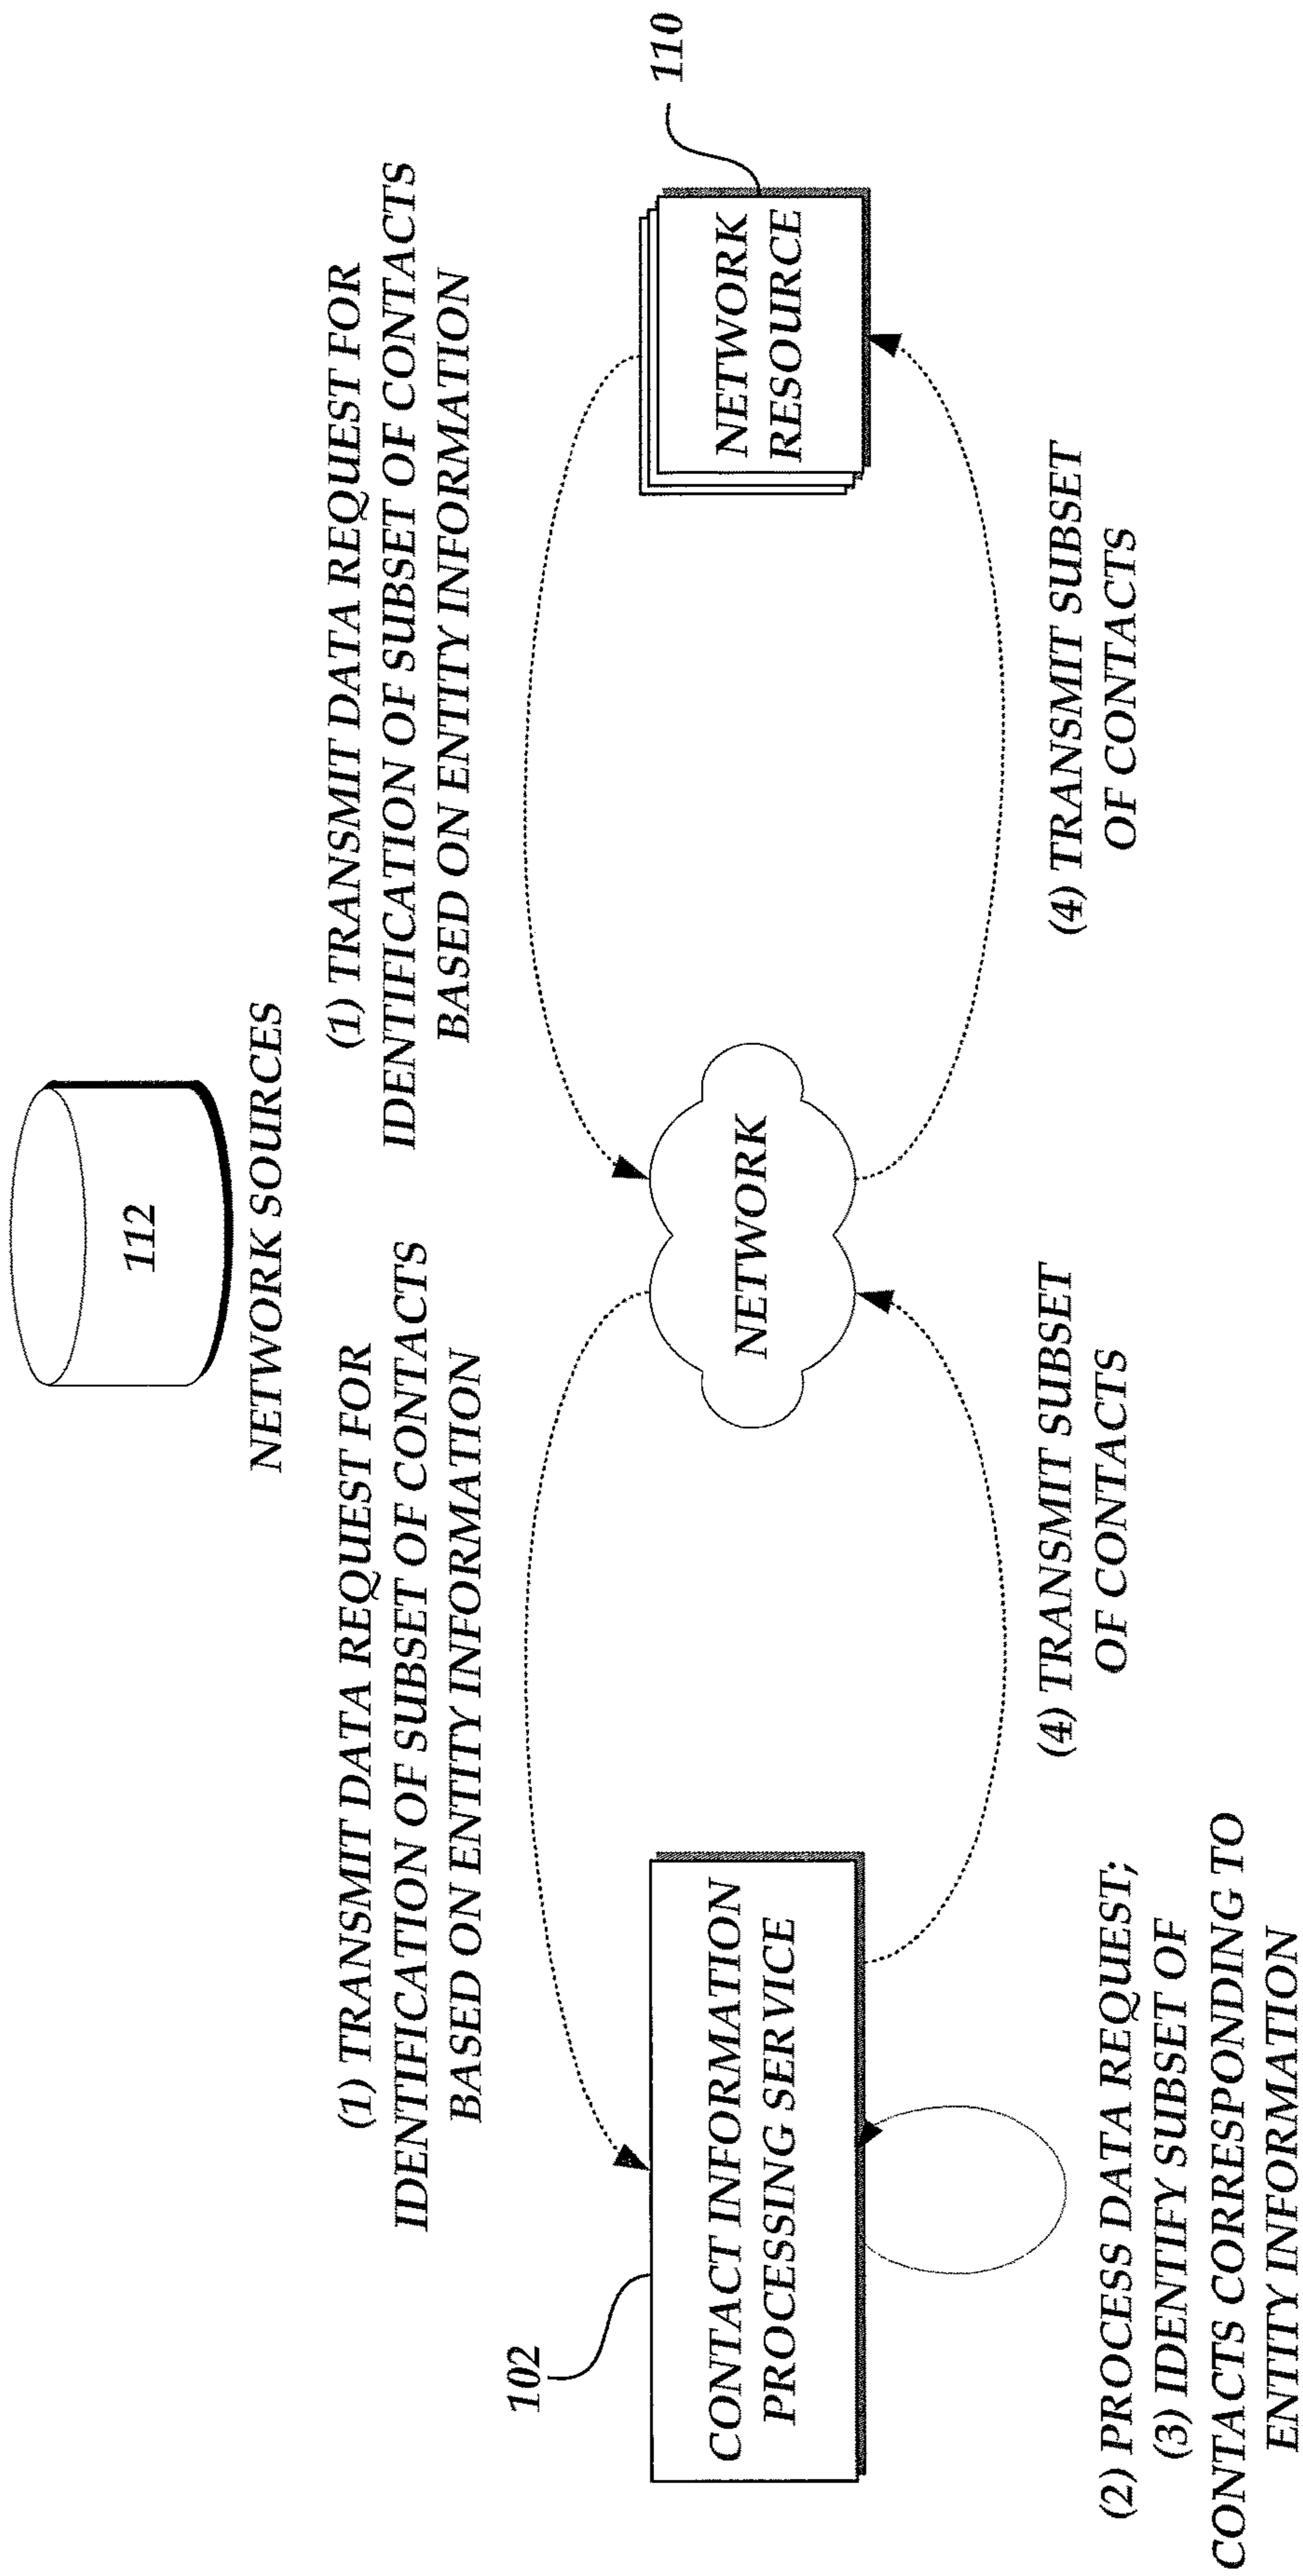 112
NETWORK SOURCES
(1) TRANSMIT DATA REQUEST FOR
IDENTIFICATION OF SUBSET OF CONTACTS
BASED ON ENTITY INFORMATION
(1) TRANSMIT DATA REQUEST FOR
IDENTIFICATION OF SUBSET OF CONTACTS
BASED ON ENTITY INFORMATION
102
CONTACT INFORMATION
PROCESSING SERVICE
NETWORK
NETWORK
RESOURCE
110
(4) TRANSMIT SUBSET
OF CONTACTS
(4) TRANSMIT SUBSET
OF CONTACTS
(2) PROCESS DATA REQUEST;
(3) IDENTIFY SUBSET OF
CONTACTS CORRESPONDING TO
ENTITY INFORMATION